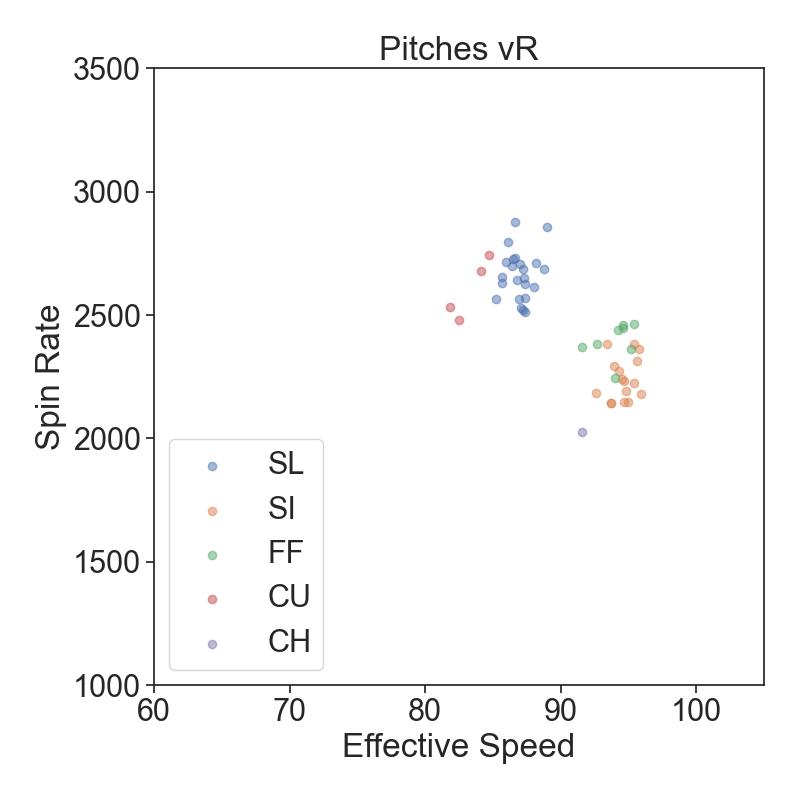 Pitches vR
3500
3000
2500
2000
1500
1000
Spin Rate
SL
SI
FF
CU
CH
60 70 80 90 100
Effective Speed